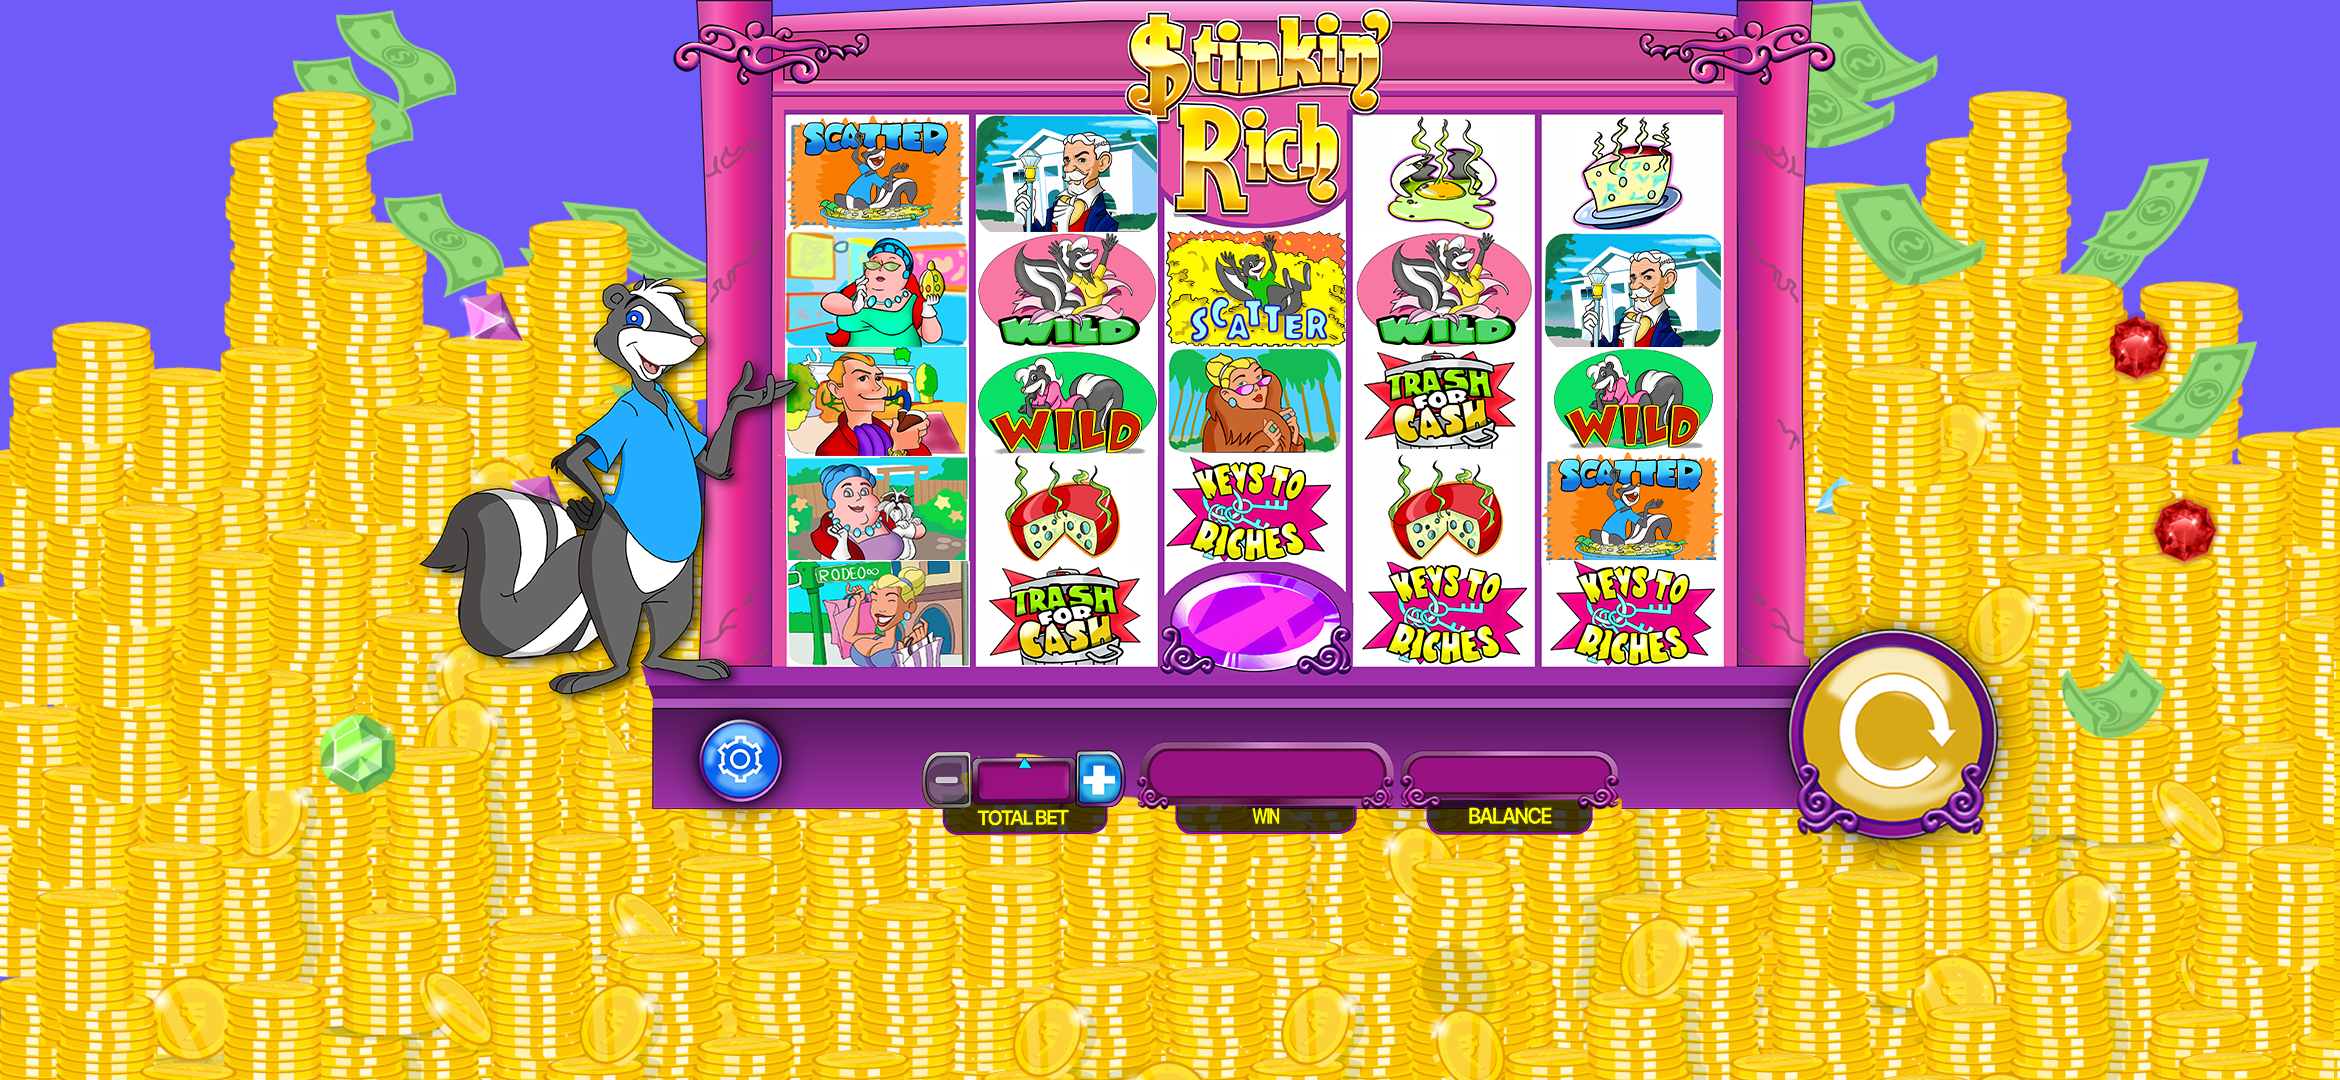 $tinkin'
Rich
SCATTER
WILD
SCATTER
WILD
WILD
TRASH
FOR
CASH
WILD
KEYS TO
RICHES
SCATTER
RODEO
TRASH
FOR
CASH
KEYS TO
RICHES
KEYS TO
RICHES
TOTAL BET
WIN
BALANCE